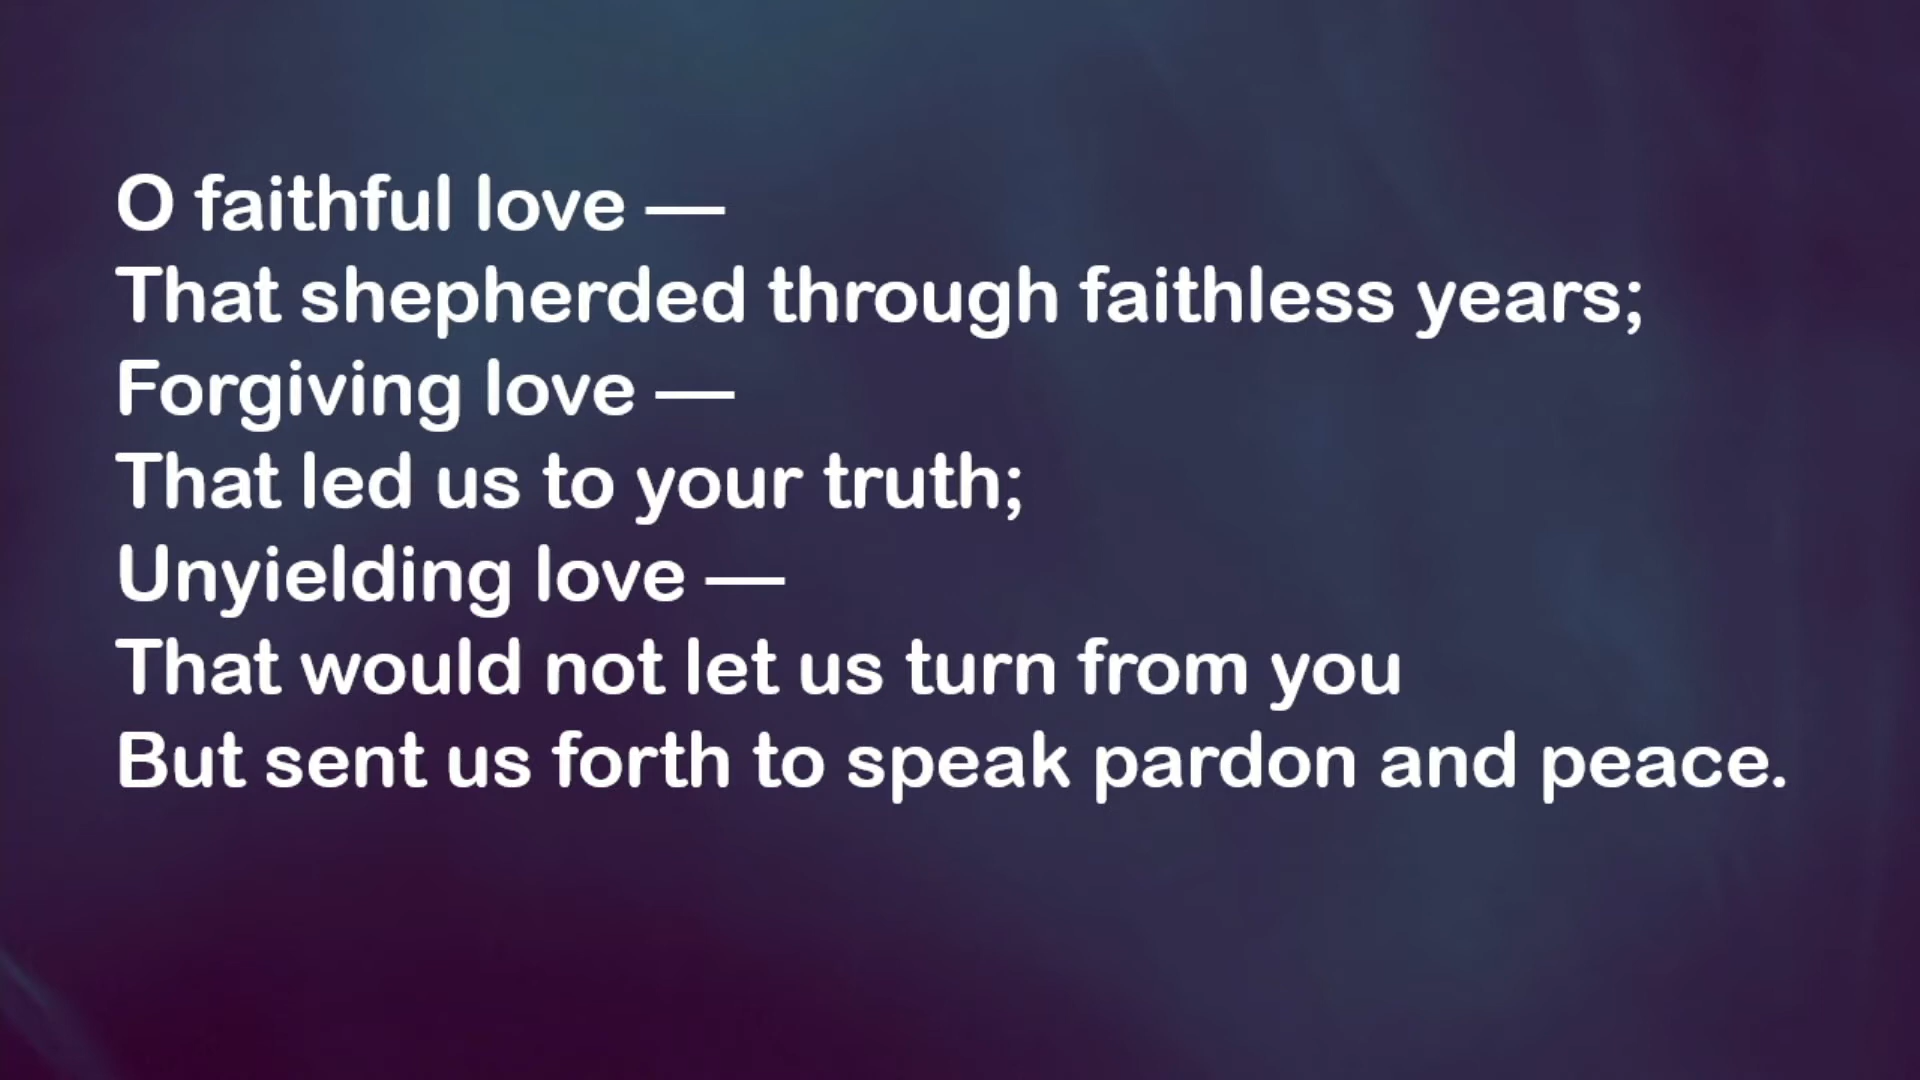 O faithful love —
That shepherded through faithless years;
Forgiving love —
That led us to your truth;
Unyielding love —
That would not let us turn from you
But sent us forth to speak pardon and peace.